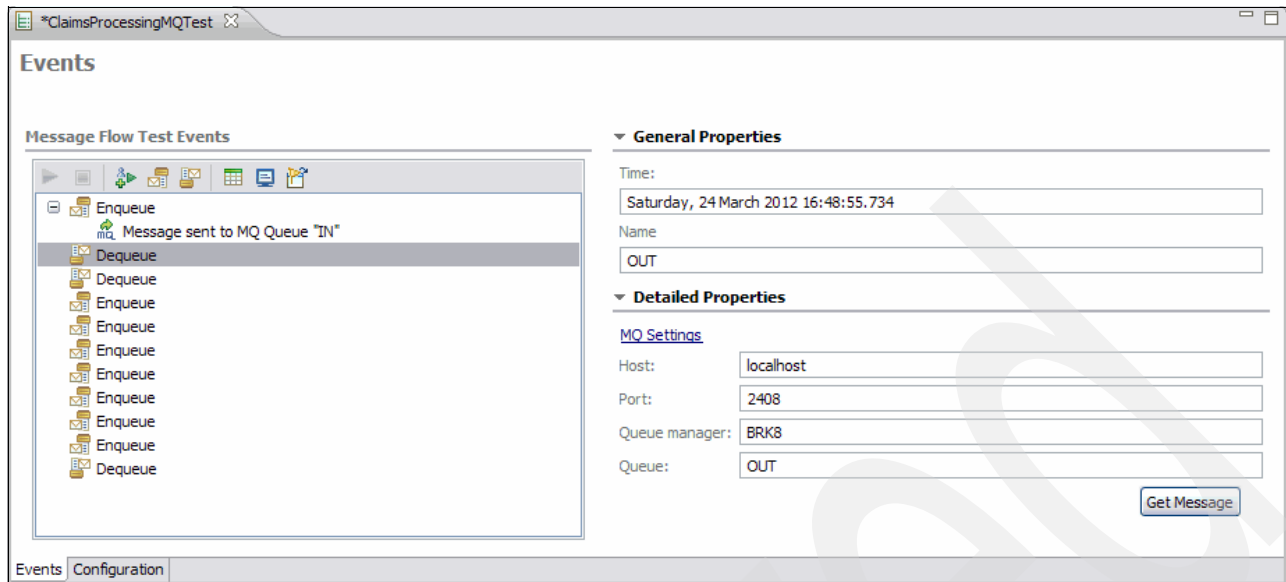 *ClaimsProcessingMQTest
Events
Message Flow Test Events
Enqueue
Message sent to MQ Queue "IN"
Dequeue
Dequeue
Enqueue
Enqueue
Enqueue
Enqueue
Enqueue
Enqueue
Enqueue
Dequeue
General Properties
Time:
Saturday, 24 March 2012 16:48:55.734
Name
OUT
Detailed Properties
MQ Settings
Host: localhost
Port: 2408
Queue manager: BRK8
Queue: OUT
Get Message
Events Configuration